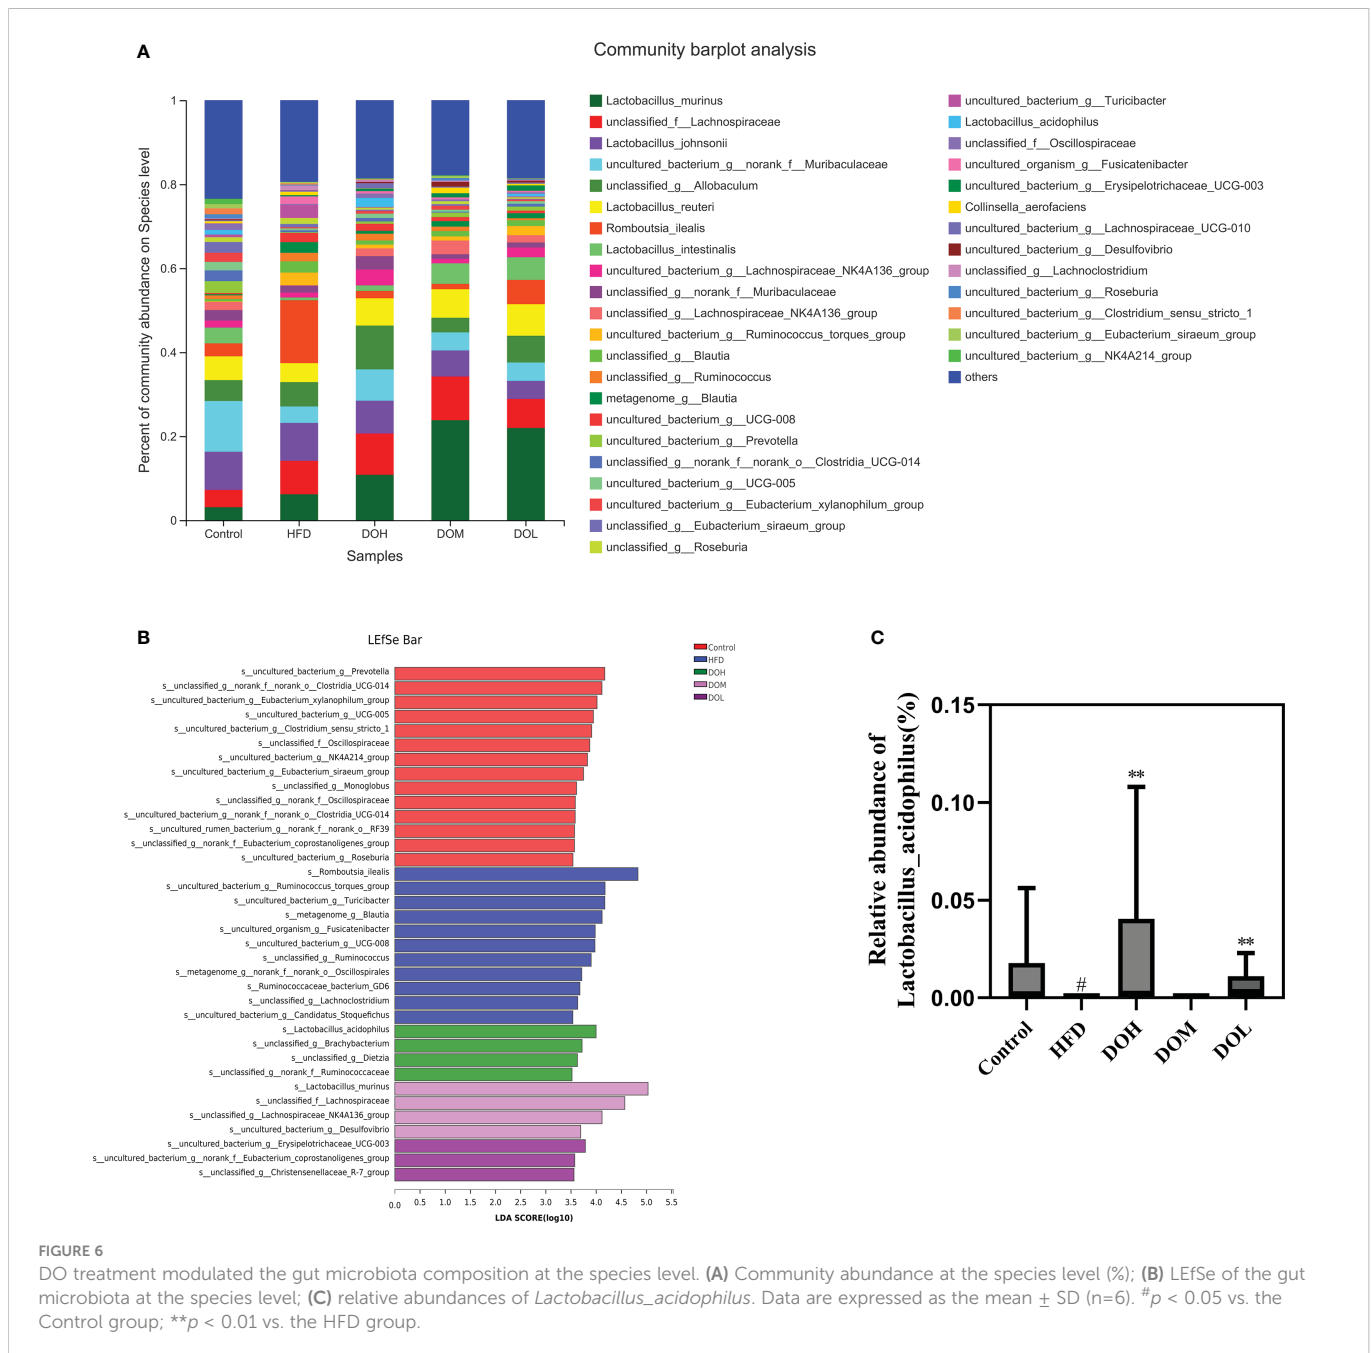 A
Community barplot analysis
Percent of community abundance on Species level
1
0.8
0.6
0.4
0.2
0
Control HFD DOH DOM DOL
Samples
Lactobacillus_murinus
unclassified_f__Lachnospiraceae
Lactobacillus_johnsonii
uncultured_bacterium_g__norank_f__Muribaculaceae
unclassified_g__Allobaculum
Lactobacillus_reuteri
Romboutsia_ilealis
Lactobacillus_intestinalis
uncultured_bacterium_g__Lachnospiraceae_NK4A136_group
unclassified_g__norank_f__Muribaculaceae
unclassified_g__Lachnospiraceae_NK4A136_group
uncultured_bacterium_g__Ruminococcus_torques_group
unclassified_g__Blautia
unclassified_g__Ruminococcus
metagenome_g__Blautia
uncultured_bacterium_g__UCG-008
uncultured_bacterium_g__Prevotella
unclassified_g__norank_f__norank_o__Clostridia_UCG-014
uncultured_bacterium_g__UCG-005
uncultured_bacterium_g__Eubacterium_xylanophilum_group
unclassified_g__Eubacterium_siraeum_group
unclassified_g__Roseburia
uncultured_bacterium_g__Turicibacter
Lactobacillus_acidophilus
unclassified_f__Oscillospiraceae
uncultured_organism_g__Fusicatenibacter
uncultured_bacterium_g__Erysipelotrichaceae_UCG-003
Collinsella_aerofaciens
uncultured_bacterium_g__Lachnospiraceae_UCG-010
uncultured_bacterium_g__Desulfovibrio
unclassified_g__Lachnoclostridium
uncultured_bacterium_g__Roseburia
uncultured_bacterium_g__Clostridium_sensu_stricto_1
uncultured_bacterium_g__Eubacterium_siraeum_group
uncultured_bacterium_g__NK4A214_group
others
B
LEfSe Bar
Control
HFD
DOH
DOM
DOL
s__uncultured_bacterium_g__Prevotella
s__unclassified_g__norank_f__norank_o__Clostridia_UCG-014
s__uncultured_bacterium_g__Eubacterium_xylanophilum_group
s__uncultured_bacterium_g__UCG-005
s__uncultured_bacterium_g__Clostridium_sensu_stricto_1
s__unclassified_f__Oscillospiraceae
s__uncultured_bacterium_g__NK4A214_group
s__uncultured_bacterium_g__Eubacterium_siraeum_group
s__unclassified_g__Monoglobus
s__unclassified_g__norank_f__Oscillospiraceae
s__uncultured_bacterium_g__norank_f__norank_o__Clostridia_UCG-014
s__uncultured_rumen_bacterium_g__norank_f__norank_o__RF39
s__unclassified_g__norank_f__Eubacterium_coprostanoligenes_group
s__uncultured_bacterium_g__Roseburia
s__Romboutsia_ilealis
s__uncultured_bacterium_g__Ruminococcus_torques_group
s__uncultured_bacterium_g__Turicibacter
s__metagenome_g__Blautia
s__uncultured_organism_g__Fusicatenibacter
s__uncultured_bacterium_g__UCG-008
s__unclassified_g__Ruminococcus
s__metagenome_g__norank_f__norank_o__Oscillospirales
s__Ruminococcaceae_bacterium_GD6
s__unclassified_g__Lachnoclostridium
s__uncultured_bacterium_g__Candidatus_Stoquefichus
s__Lactobacillus_acidophilus
s__unclassified_g__Brachybacterium
s__unclassified_g__Dietzia
s__unclassified_g__norank_f__Ruminococcaceae
s__Lactobacillus_murinus
s__unclassified_f__Lachnospiraceae
s__unclassified_g__Lachnospiraceae_NK4A136_group
s__uncultured_bacterium_g__Desulfovibrio
s__uncultured_bacterium_g__Erysipelotrichaceae_UCG-003
s__uncultured_bacterium_g__norank_f__Eubacterium_coprostanoligenes_group
s__unclassified_g__Christensenellaceae_R-7_group
0.0 0.5 1.0 1.5 2.0 2.5 3.0 3.5 4.0 4.5 5.0 5.5
LDA SCORE(log10)
C
Relative abundance of
Lactobacillus_acidophilus(%)
0.15
0.10
0.05
0.00
#
**
**
Control HFD DOH DOM DOL
FIGURE 6
DO treatment modulated the gut microbiota composition at the species level. (A) Community abundance at the species level (%); (B) LEfSe of the gut
microbiota at the species level; (C) relative abundances of Lactobacillus_acidophilus. Data are expressed as the mean ± SD (n=6). #p < 0.05 vs. the
Control group; **p < 0.01 vs. the HFD group.